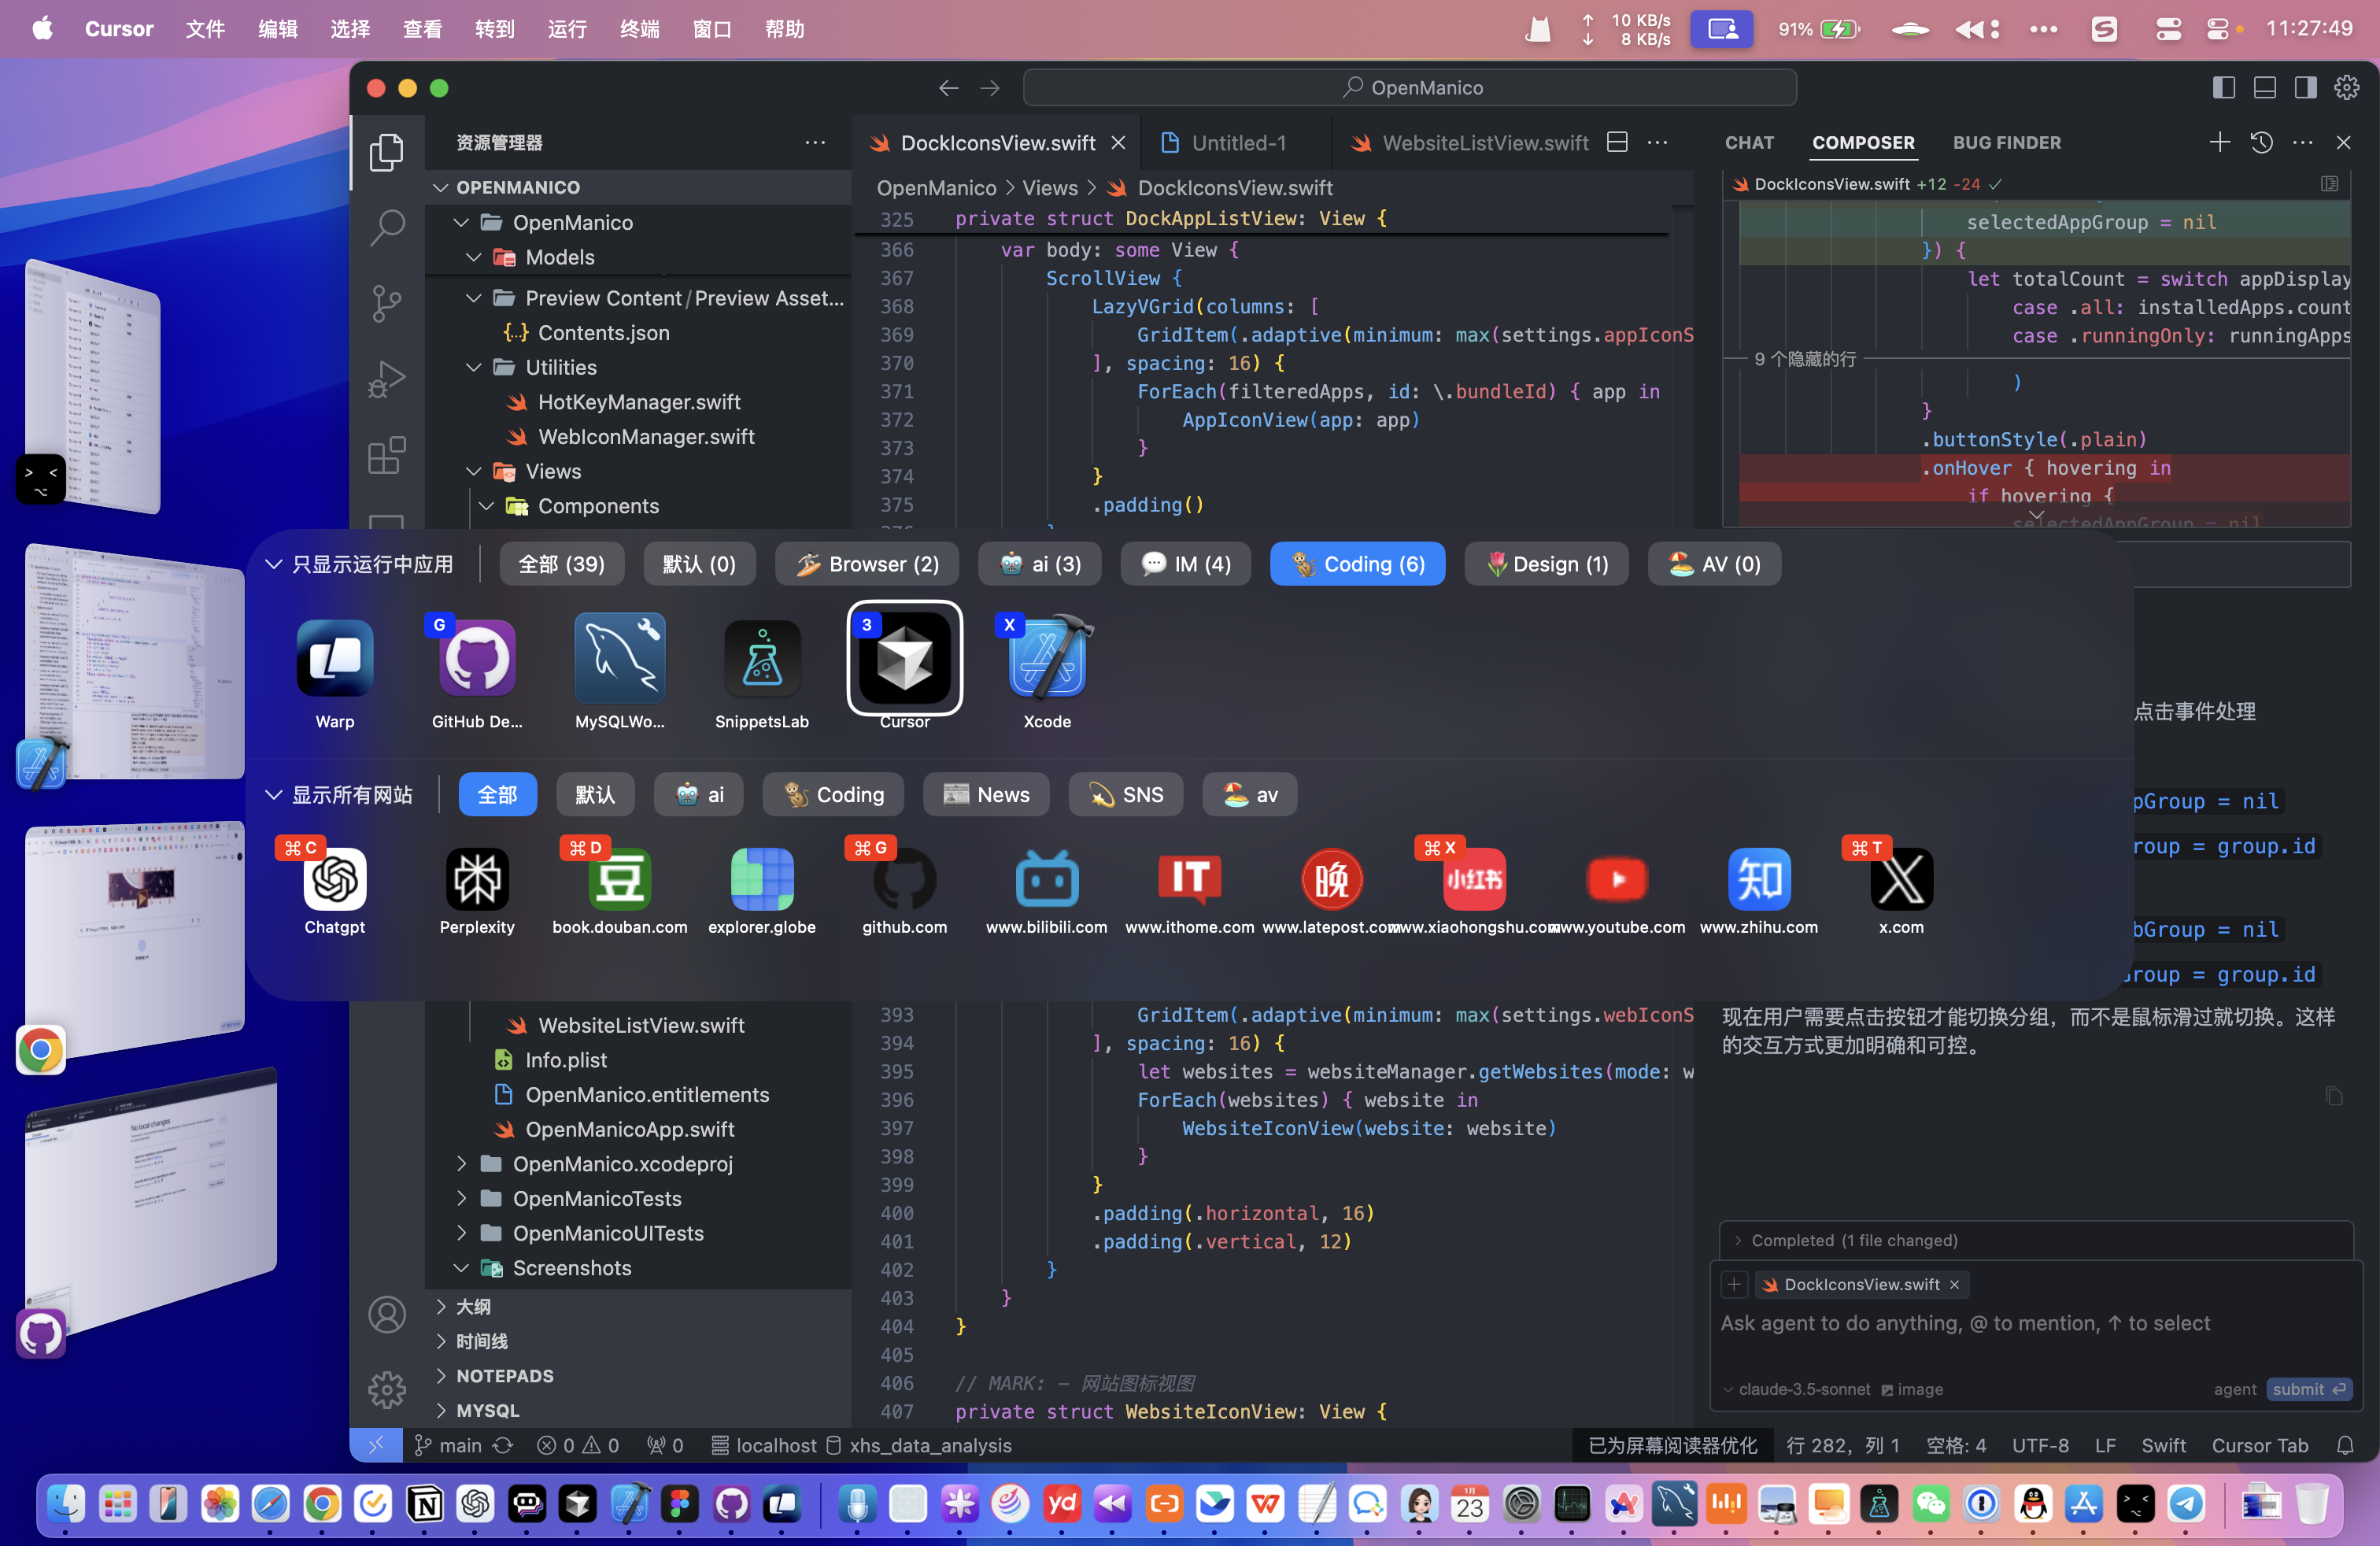 Cursor 文件 编辑 选择 查看 转到 运行 终端 窗口 帮助
10 KB/s
8 KB/s
91%
11:27:49
OpenManico
资源管理器
OPENMANICO
OpenManico
Models
Preview Content/Preview Asset...
Contents.json
Utilities
HotKeyManager.swift
WebIconManager.swift
Views
Components
DockIconsView.swift
Untitled-1
WebsiteListView.swift
OpenManico > Views > DockIconsView.swift
325 private struct DockAppListView: View {
366 var body: some View {
367 ScrollView {
368 LazyVGrid(columns: [
369 GridItem(.adaptive(minimum: max(settings.appIconS
370 ], spacing: 16) {
371 ForEach(filteredApps, id: \.bundleId) { app in
372 AppIconView(app: app)
373 }
374 }
375 .padding()
CHAT COMPOSER BUG FINDER
DockIconsView.swift +12 -24
selectedAppGroup = nil
}) {
let totalCount = switch appDisplay
case .all: installedApps.count
case .runningOnly: runningApps
9 个隐藏的行
)
}
.buttonStyle(.plain)
.onHover { hovering in
if hovering {
selectedAppGroup = nil
只显示运行中应用
全部 (39)
默认 (0)
Browser (2)
ai (3)
IM (4)
Coding (6)
Design (1)
AV (0)
G
3
X
Warp
GitHub De...
MySQLWo...
SnippetsLab
Cursor
Xcode
显示所有网站
全部
默认
ai
Coding
News
SNS
av
⌘ C
⌘ D
⌘ G
⌘ X
⌘ T
豆
IT
晚
小红书
知
Chatgpt
Perplexity
book.douban.com
explorer.globe
github.com
www.bilibili.com
www.ithome.com
www.latepost.com
www.xiaohongshu.com
www.youtube.com
www.zhihu.com
x.com
点击事件处理
pGroup = nil
roup = group.id
bGroup = nil
roup = group.id
现在用户需要点击按钮才能切换分组，而不是鼠标滑过就切换。这样
的交互方式更加明确和可控。
WebsiteListView.swift
Info.plist
OpenManico.entitlements
OpenManicoApp.swift
OpenManico.xcodeproj
OpenManicoTests
OpenManicoUITests
Screenshots
大纲
时间线
NOTEPADS
MYSQL
393 GridItem(.adaptive(minimum: max(settings.webIconS
394 ], spacing: 16) {
395 let websites = websiteManager.getWebsites(mode: w
396 ForEach(websites) { website in
397 WebsiteIconView(website: website)
398 }
399 }
400 .padding(.horizontal, 16)
401 .padding(.vertical, 12)
402 }
403 }
404 }
405
406 // MARK: - 网站图标视图
407 private struct WebsiteIconView: View {
Completed (1 file changed)
DockIconsView.swift
Ask agent to do anything, @ to mention, ↑ to select
claude-3.5-sonnet image
agent submit
main 0 0 0 localhost xhs_data_analysis
已为屏幕阅读器优化 行 282，列 1 空格: 4 UTF-8 LF Swift Cursor Tab
No local changes
yd
1月
23